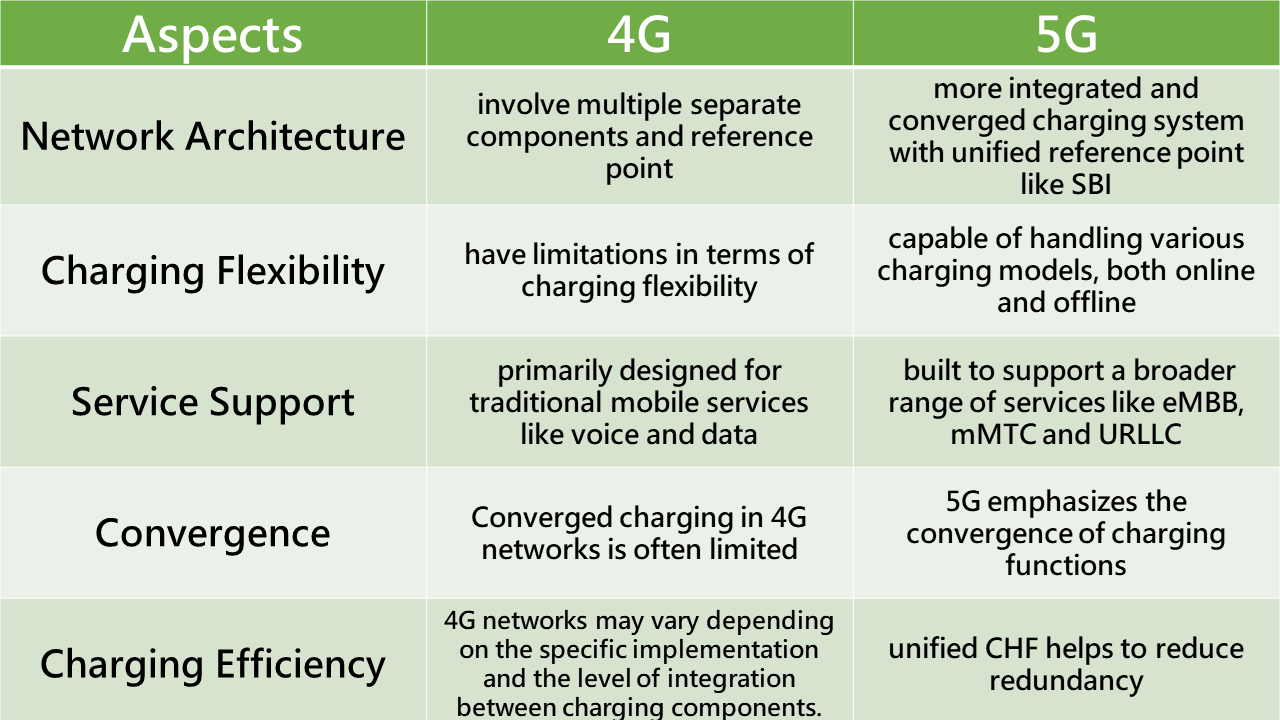 Aspects
4G
5G
Network Architecture
involve multiple separate
components and reference
point
more integrated and
converged charging system
with unified reference point
like SBI
Charging Flexibility
have limitations in terms of
charging flexibility
capable of handling various
charging models, both online
and offline
Service Support
primarily designed for
traditional mobile services
like voice and data
built to support a broader
range of services like eMBB,
mMTC and URLLC
Convergence
Converged charging in 4G
networks is often limited
5G emphasizes the
convergence of charging
functions
Charging Efficiency
4G networks may vary depending
on the specific implementation
and the level of integration
between charging components.
unified CHF helps to reduce
redundancy